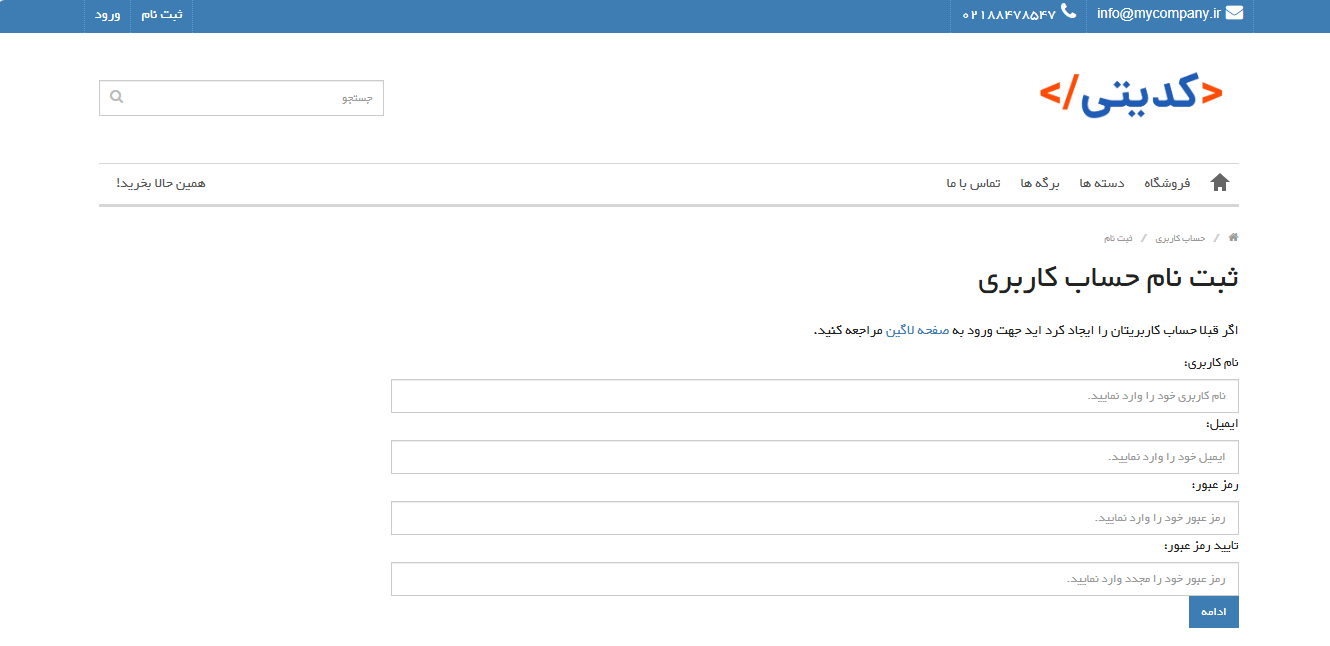 info@mycompany.ir ۰۲۱۸۸۴۷۸۵۴۷ ثبت نام ورود
<کدیتی/>
جستجو
فروشگاه دسته ها برگه ها تماس با ما همین حالا بخرید!
/ حساب کاربری / ثبت نام
ثبت نام حساب کاربری
اگر قبلا حساب کاربریتان را ایجاد کرد اید جهت ورود به صفحه لاگین مراجعه کنید.
نام کاربری:
نام کاربری خود را وارد نمایید.
ایمیل:
ایمیل خود را وارد نمایید.
رمز عبور:
رمز عبور خود را وارد نمایید.
تایید رمز عبور:
رمز عبور خود را مجدد وارد نمایید.
ادامه